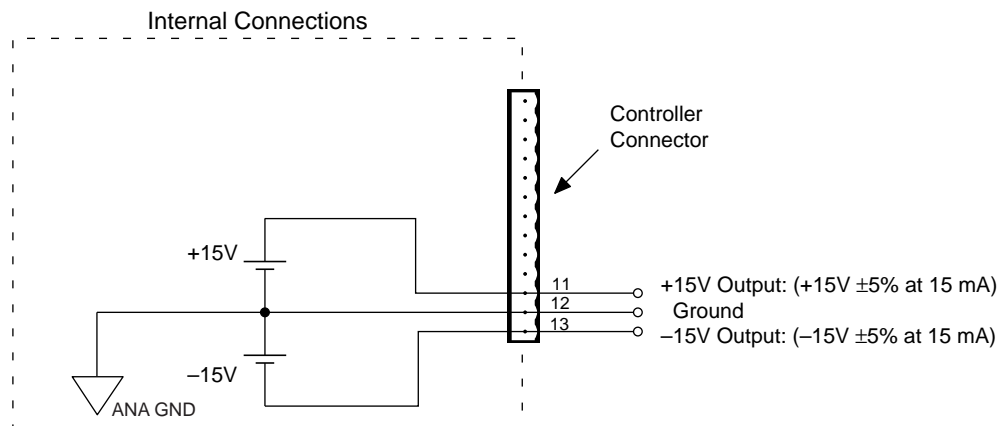 Internal Connections
Controller
Connector
+15V
11
+15V Output: (+15V ±5% at 15 mA)
12
Ground
13
–15V Output: (–15V ±5% at 15 mA)
–15V
ANA GND